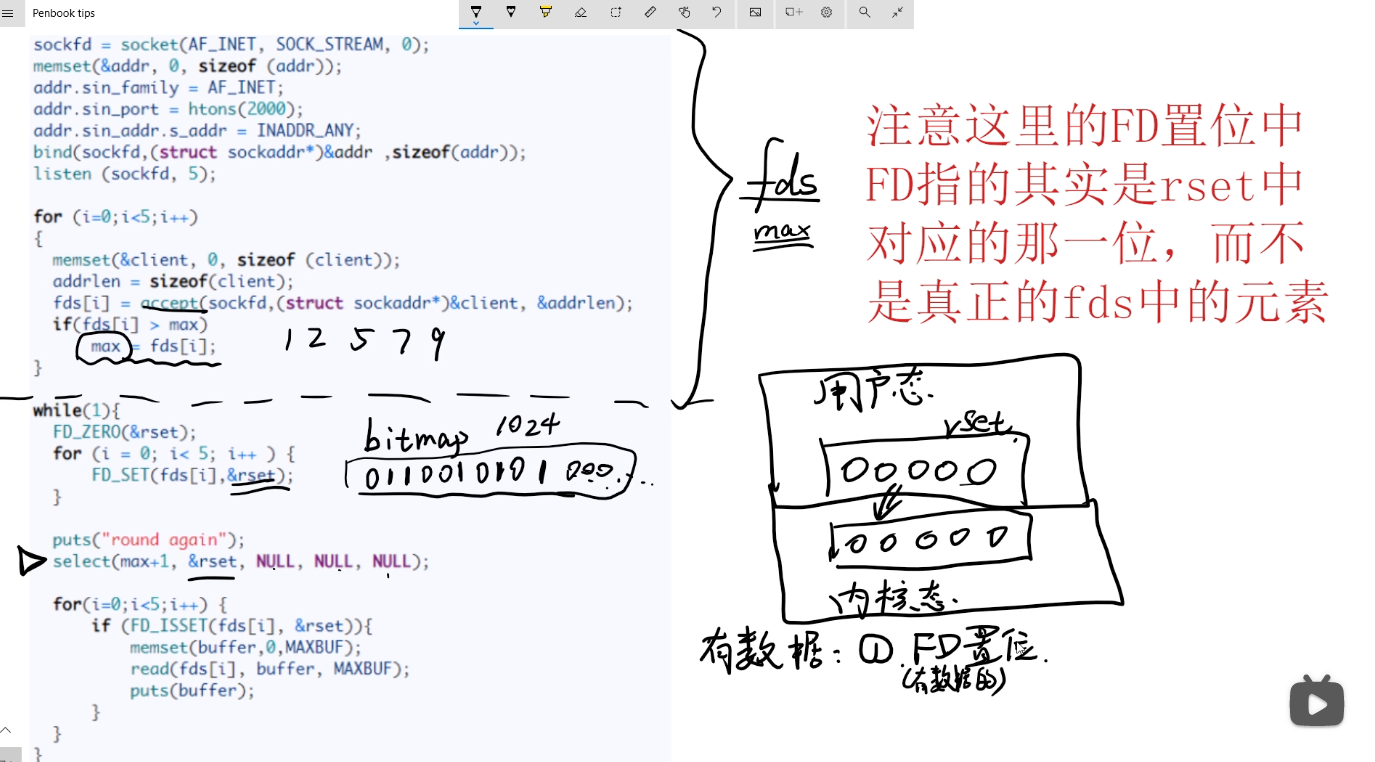 Penbook tips
sockfd = socket(AF_INET, SOCK_STREAM, 0);
memset(&addr, 0, sizeof (addr));
addr.sin_family = AF_INET;
addr.sin_port = htons(2000);
addr.sin_addr.s_addr = INADDR_ANY;
bind(sockfd,(struct sockaddr*)&addr ,sizeof(addr));
listen (sockfd, 5);
for (i=0;i<5;i++)
{
memset(&client, 0, sizeof (client));
addrlen = sizeof(client);
fds[i] = accept(sockfd,(struct sockaddr*)&client, &addrlen);
if(fds[i] > max)
max = fds[i];
}
1 2 5 7 9
while(1){
FD_ZERO(&rset);
for (i = 0; i< 5; i++ ) {
FD_SET(fds[i],&rset);
}
bitmap 1024
0110010101 000.....
puts("round again");
select(max+1, &rset, NULL, NULL, NULL);
for(i=0;i<5;i++) {
if (FD_ISSET(fds[i], &rset)){
memset(buffer,0,MAXBUF);
read(fds[i], buffer, MAXBUF);
puts(buffer);
}
}
}
fds
max
注意这里的FD置位中
FD指的其实是rset中
对应的那一位，而不
是真正的fds中的元素
用户态.
rset.
00000
00000
内核态.
有数据：①.FD置位.
(有数据的)